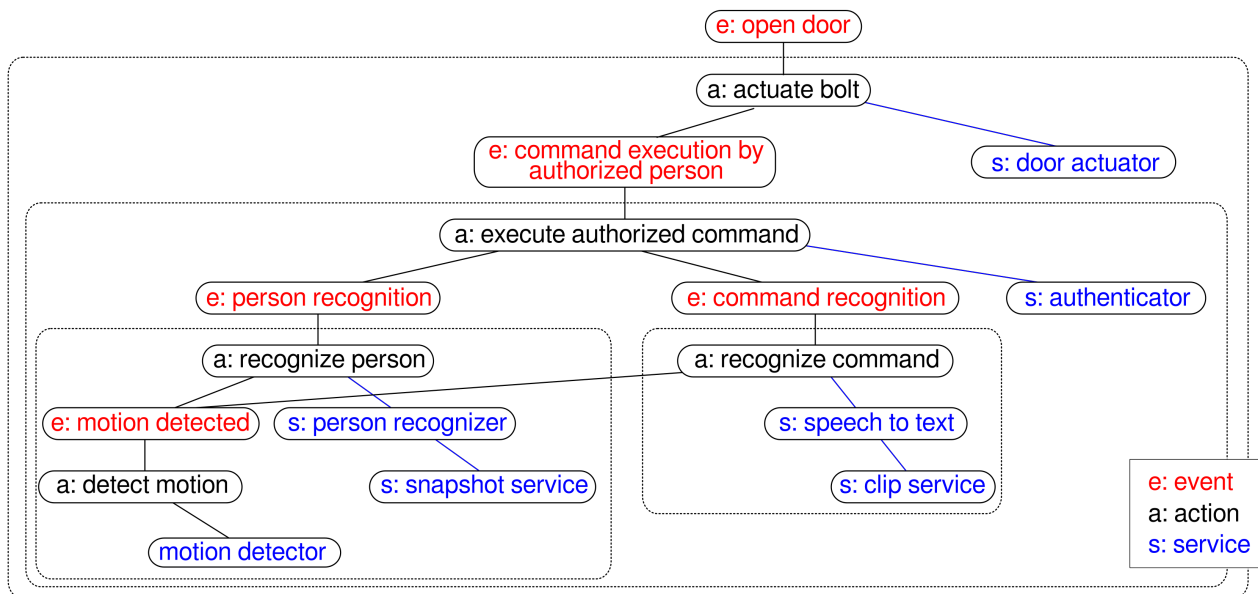 e: open door
a: actuate bolt
e: command execution by
authorized person
s: door actuator
a: execute authorized command
e: person recognition
e: command recognition
s: authenticator
a: recognize person
a: recognize command
e: motion detected
s: person recognizer
s: speech to text
a: detect motion
s: snapshot service
s: clip service
motion detector
e: event
a: action
s: service